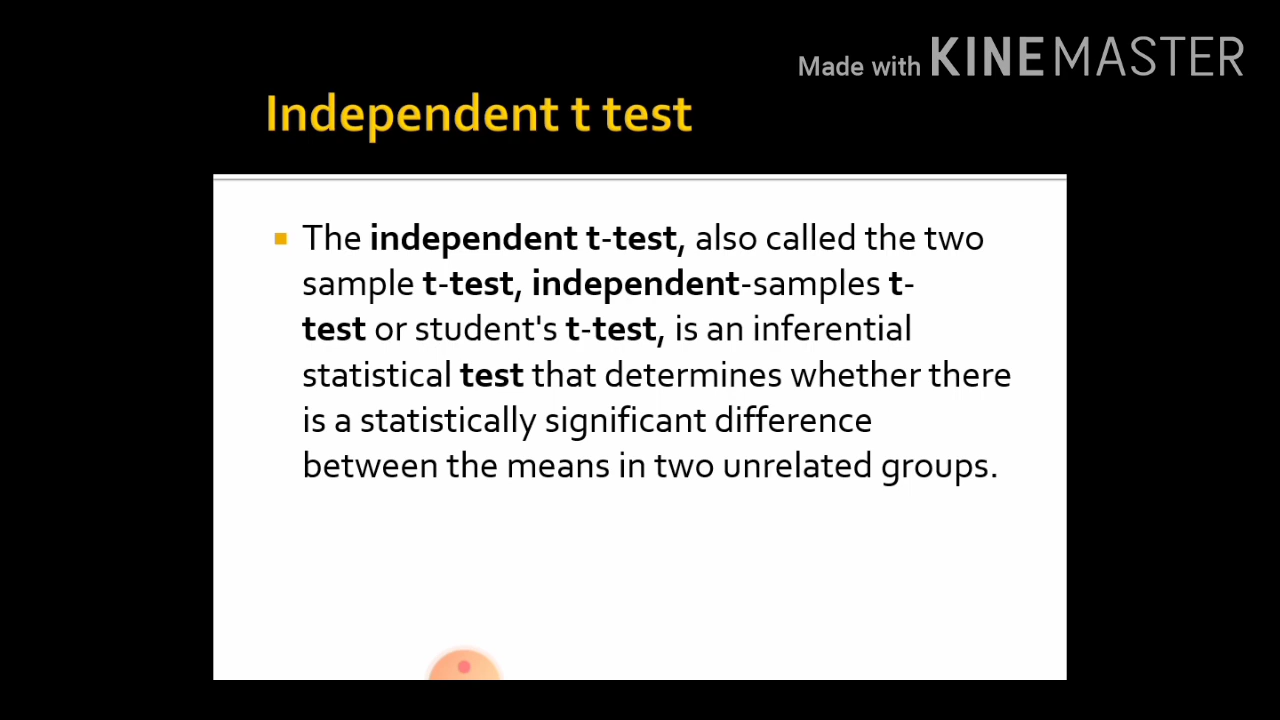 Made with KINEMASTER
Independent t test
The independent t-test, also called the two
sample t-test, independent-samples t-
test or student's t-test, is an inferential
statistical test that determines whether there
is a statistically significant difference
between the means in two unrelated groups.